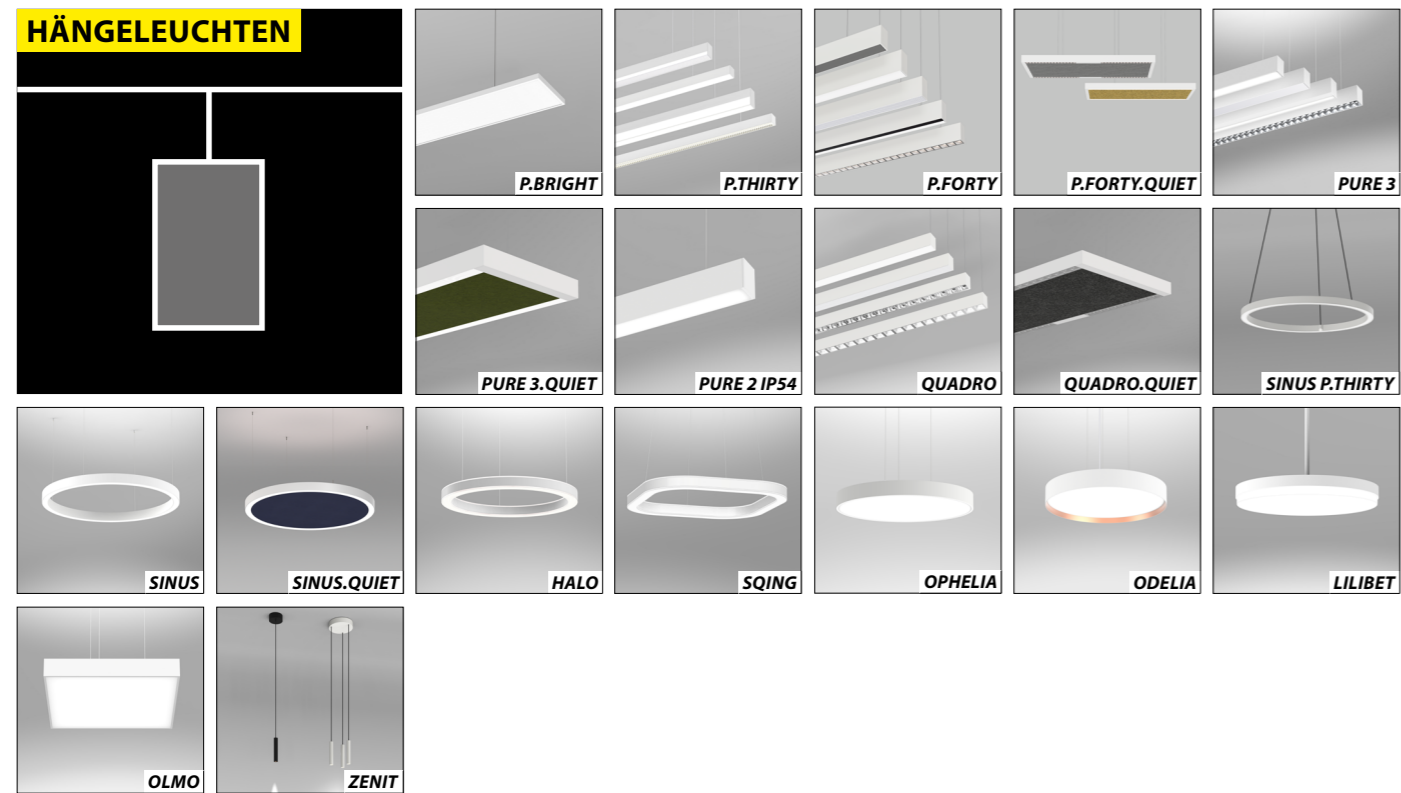 HÄNGELEUCHTEN
P.BRIGHT
P.THIRTY
P.FORTY
P.FORTY.QUIET
PURE 3
PURE 3.QUIET
PURE 2 IP54
QUADRO
QUADRO.QUIET
SINUS P.THIRTY
SINUS
SINUS.QUIET
HALO
SQING
OPHELIA
ODELIA
LILIBET
OLMO
ZENIT